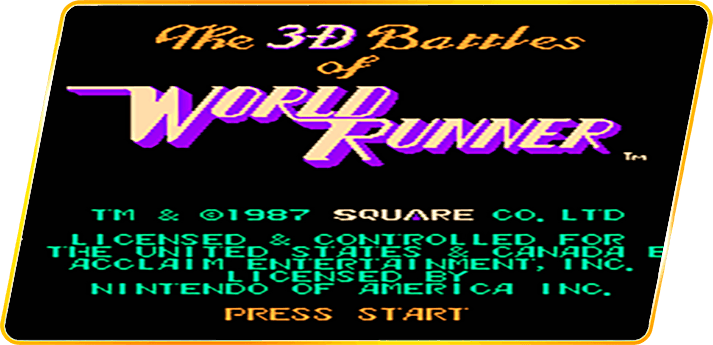 The 3-D Battles
of
WORLD
RUNNER
TM
TM & ©1987 SQUARE CO. LTD
LICENSED & CONTROLLED FOR
THE UNITED STATES & CANADA B
ACCLAIM ENTERTAINMENT, INC.
LICENSED BY
NINTENDO OF AMERICA INC.
PRESS START